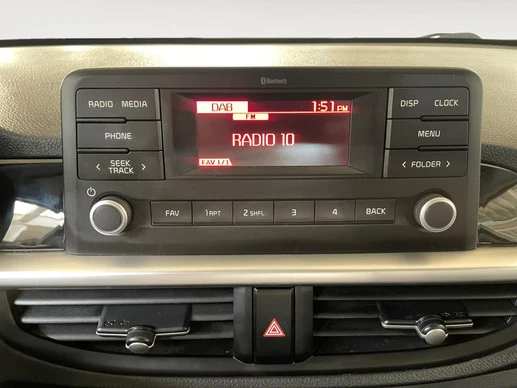 Bluetooth
RADIO MEDIA
DAB
1:51 PM
DISP CLOCK
FM
PHONE
RADIO 10
MENU
< SEEK TRACK >
FAV 1/1
< FOLDER >
FAV 1 RPT 2 SHFL 3 4 BACK